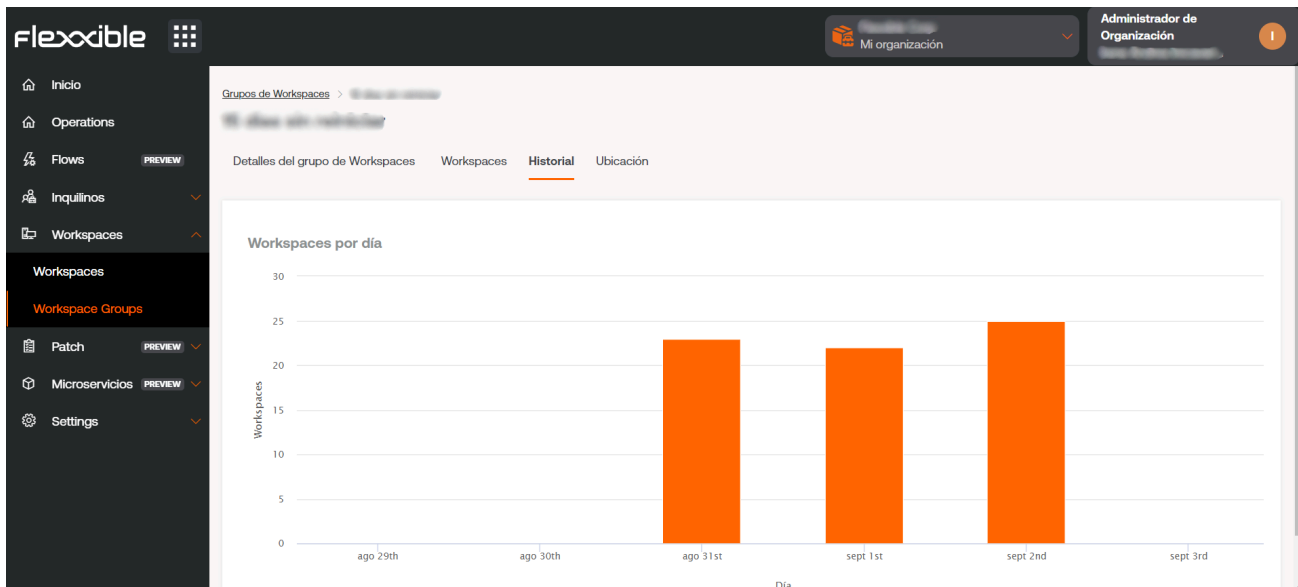 Flexxible
Mi organización
Administrador de
Organización
I
Inicio
Operations
Flows PREVIEW
Inquilinos
Workspaces
Workspaces
Workspace Groups
Patch PREVIEW
Microservicios PREVIEW
Settings
Grupos de Workspaces >
Detalles del grupo de Workspaces Workspaces Historial Ubicación
Workspaces por día
30
25
20
15
10
5
0
Workspaces
ago 29th ago 30th ago 31st sept 1st sept 2nd sept 3rd
Día